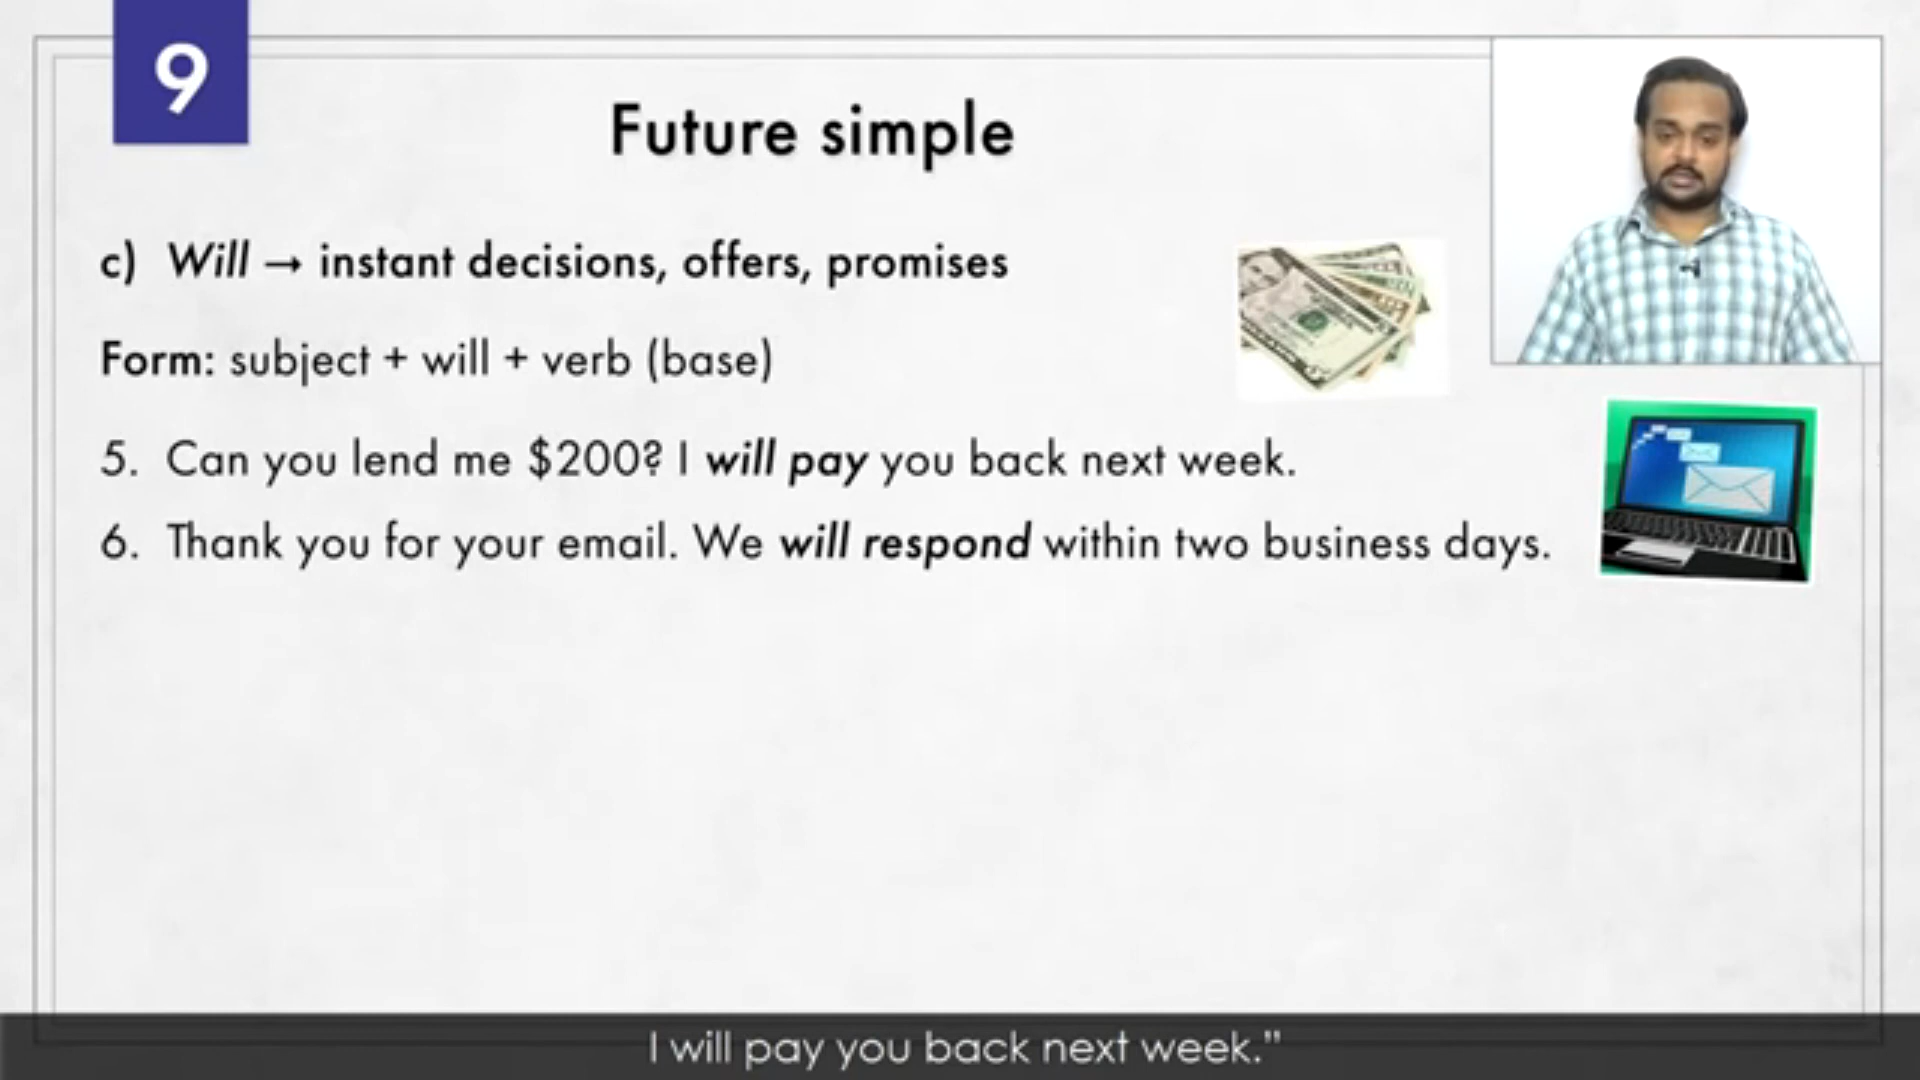 9
Future simple
c) Will → instant decisions, offers, promises
Form: subject + will + verb (base)
5. Can you lend me $200? I will pay you back next week.
6. Thank you for your email. We will respond within two business days.
I will pay you back next week."